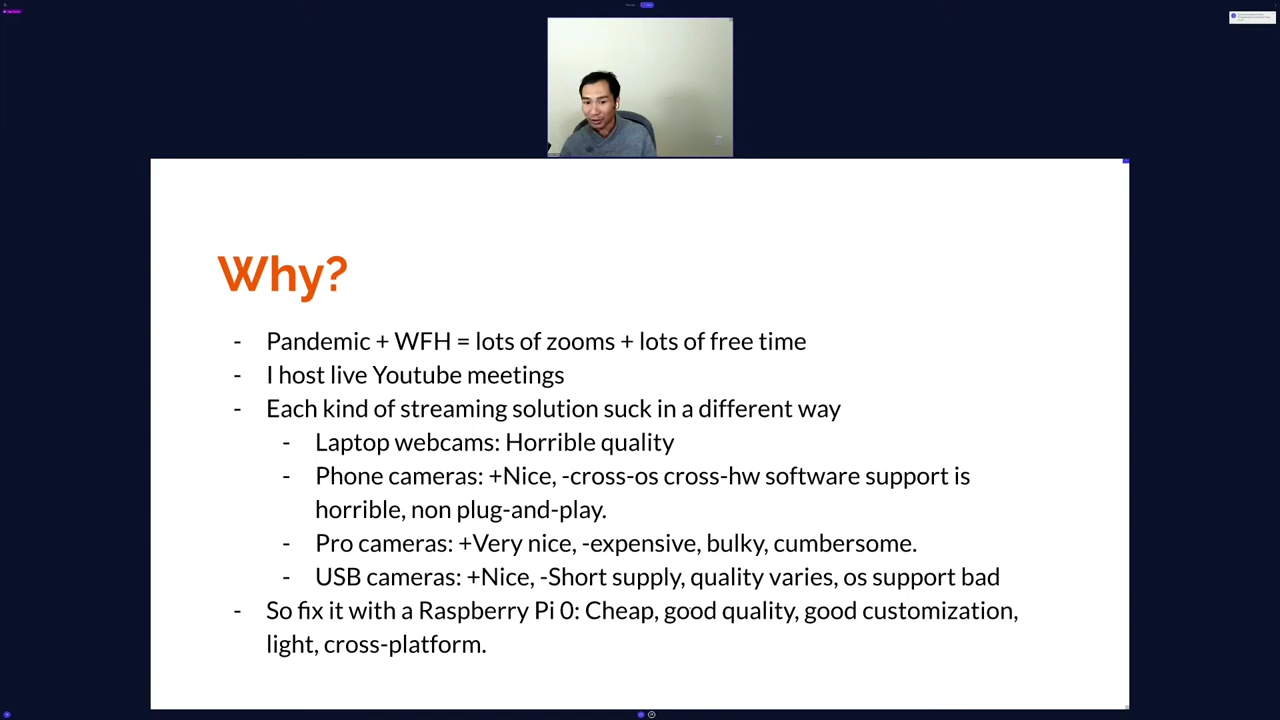 Why?
- Pandemic + WFH = lots of zooms + lots of free time
- I host live Youtube meetings
- Each kind of streaming solution suck in a different way
- Laptop webcams: Horrible quality
- Phone cameras: +Nice, -cross-os cross-hw software support is
horrible, non plug-and-play.
- Pro cameras: +Very nice, -expensive, bulky, cumbersome.
- USB cameras: +Nice, -Short supply, quality varies, os support bad
- So fix it with a Raspberry Pi 0: Cheap, good quality, good customization,
light, cross-platform.